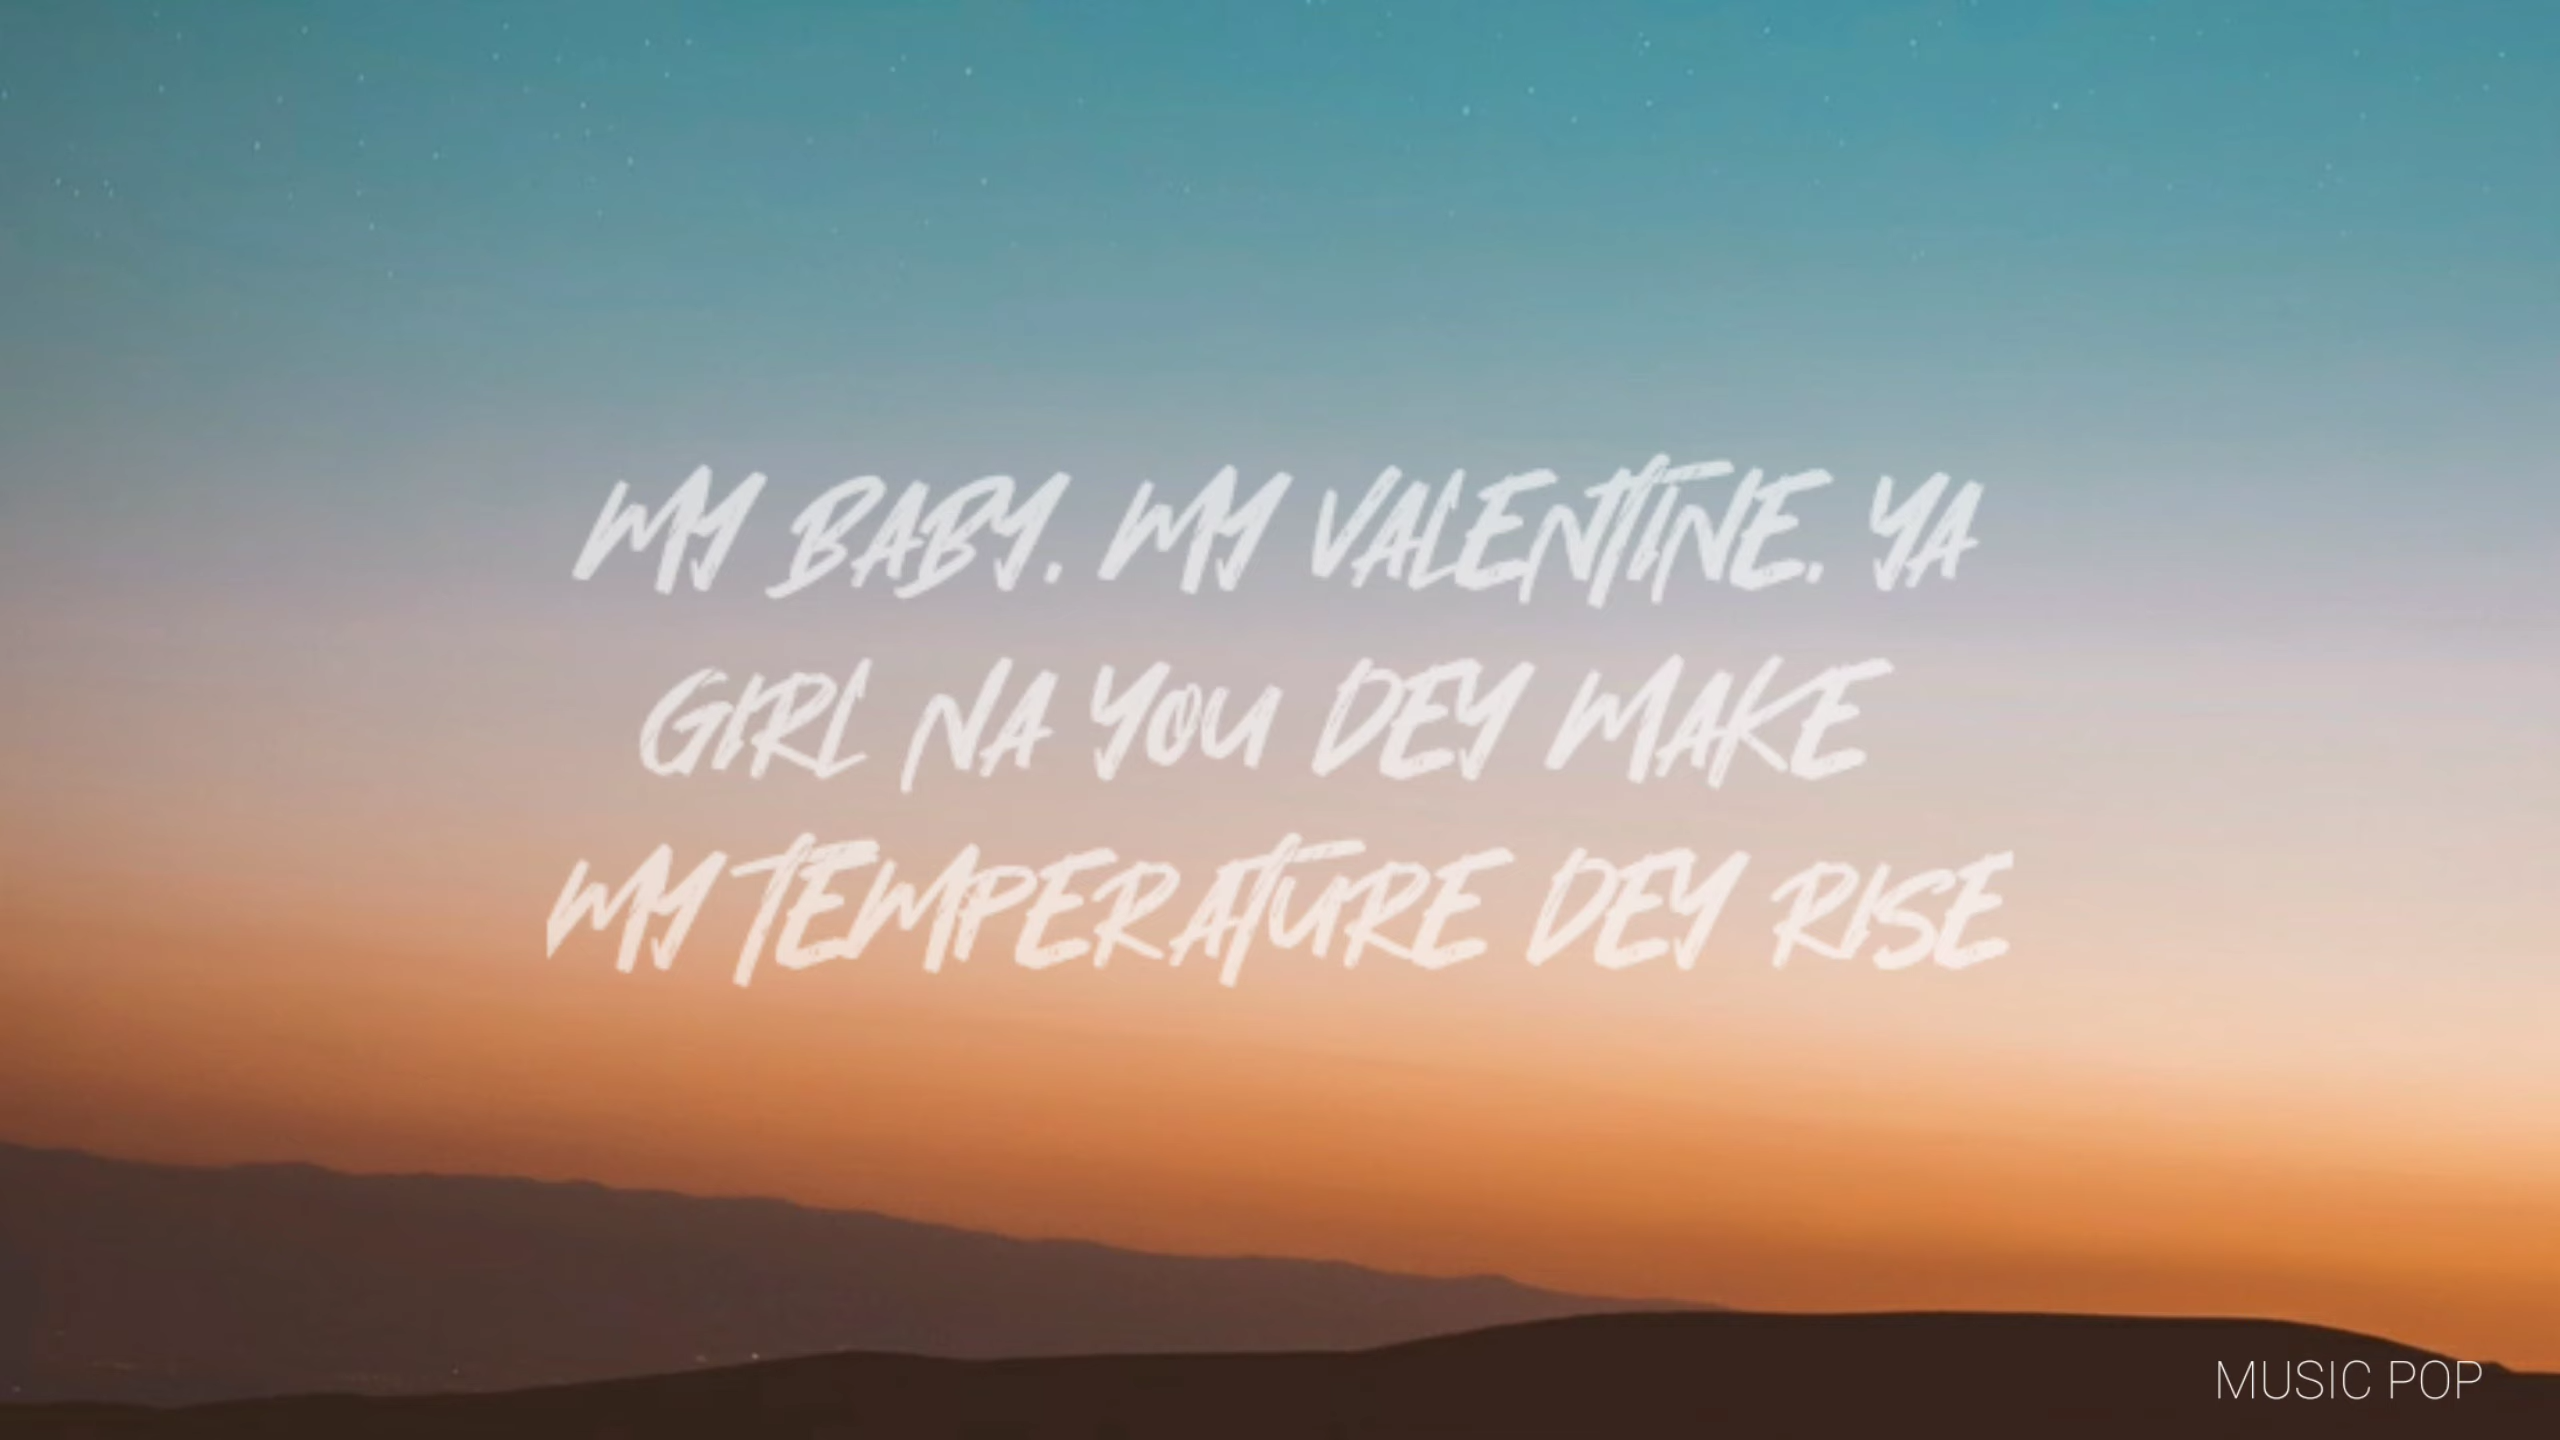 MY BABY. MY VALENTINE. YA
GIRL NA YOU DEY MAKE
MY TEMPERATURE DEY RISE
MUSIC POP